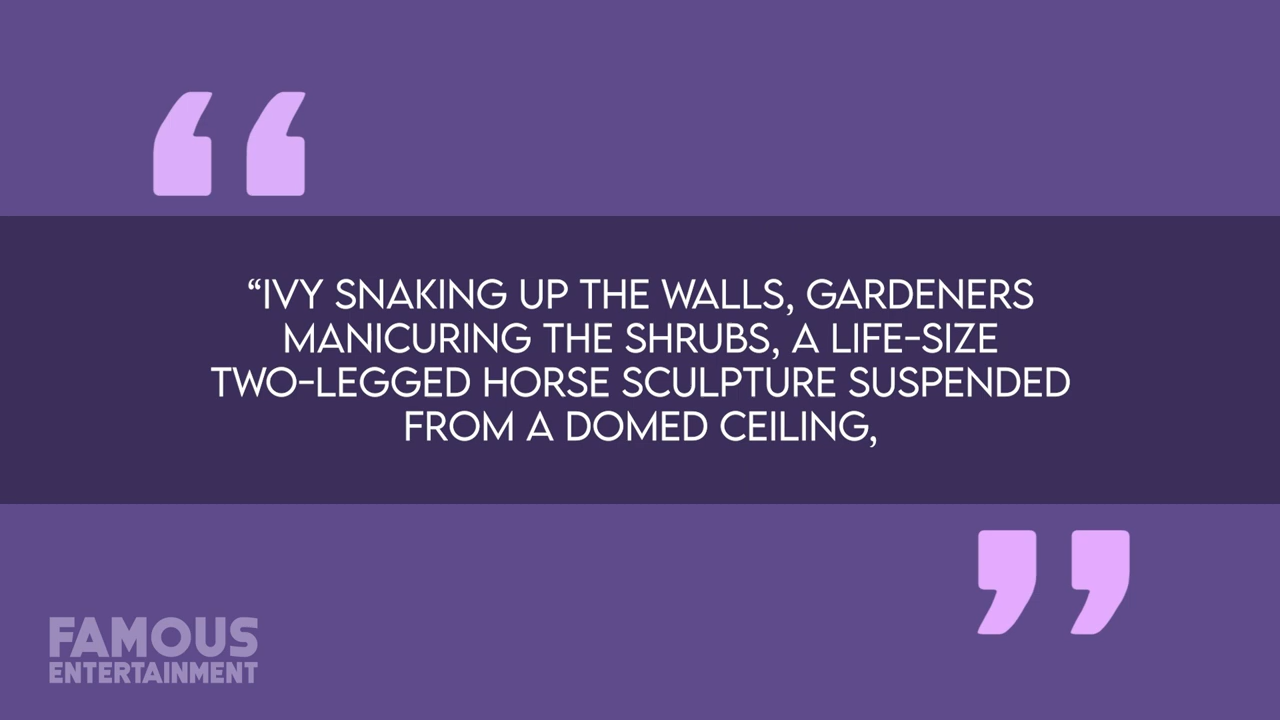 “IVY SNAKING UP THE WALLS, GARDENERS
MANICURING THE SHRUBS, A LIFE-SIZE
TWO-LEGGED HORSE SCULPTURE SUSPENDED
FROM A DOMED CEILING,
FAMOUS
ENTERTAINMENT